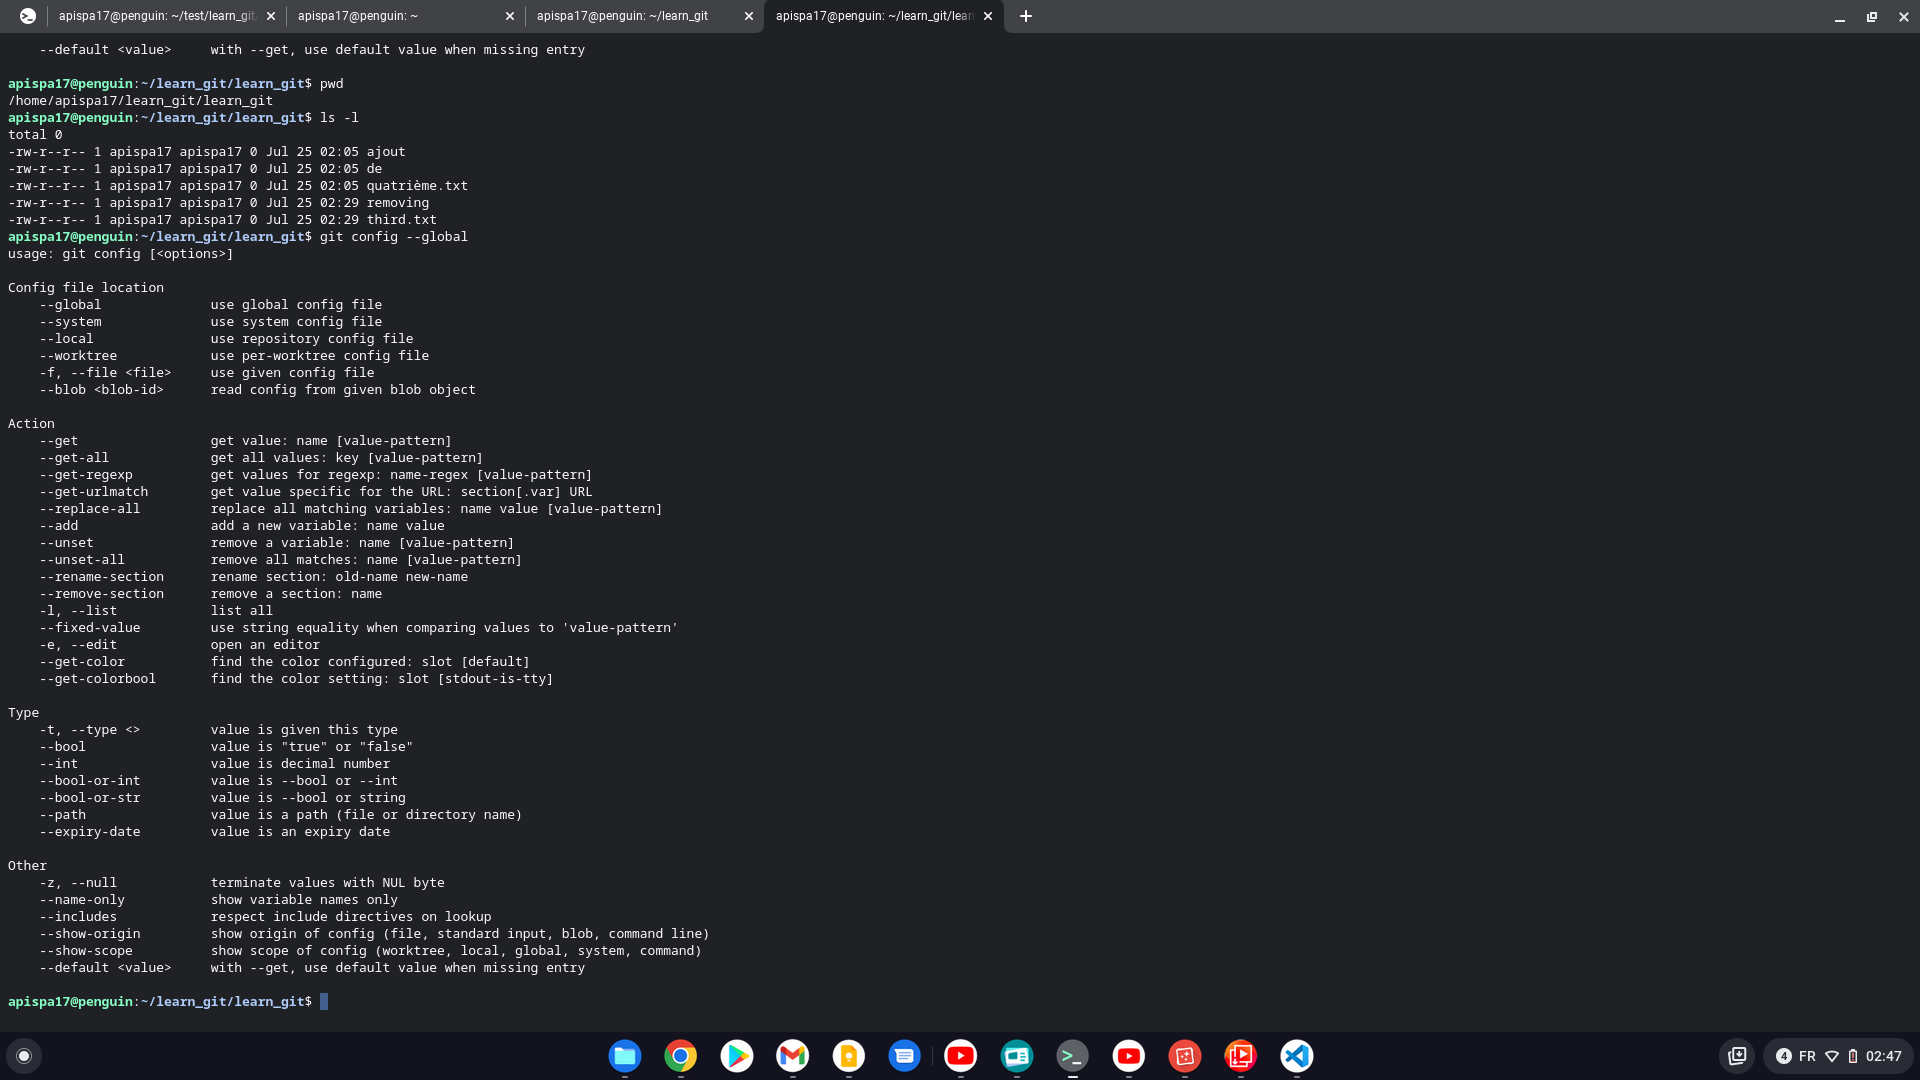 apispa17@penguin: ~/test/learn_git
apispa17@penguin: ~
apispa17@penguin: ~/learn_git
apispa17@penguin: ~/learn_git/lear
    --default <value>     with --get, use default value when missing entry
apispa17@penguin:~/learn_git/learn_git$ pwd
/home/apispa17/learn_git/learn_git
apispa17@penguin:~/learn_git/learn_git$ ls -l
total 0
-rw-r--r-- 1 apispa17 apispa17 0 Jul 25 02:05 ajout
-rw-r--r-- 1 apispa17 apispa17 0 Jul 25 02:05 de
-rw-r--r-- 1 apispa17 apispa17 0 Jul 25 02:05 quatrième.txt
-rw-r--r-- 1 apispa17 apispa17 0 Jul 25 02:29 removing
-rw-r--r-- 1 apispa17 apispa17 0 Jul 25 02:29 third.txt
apispa17@penguin:~/learn_git/learn_git$ git config --global
usage: git config [<options>]
Config file location
    --global              use global config file
    --system              use system config file
    --local               use repository config file
    --worktree            use per-worktree config file
    -f, --file <file>     use given config file
    --blob <blob-id>      read config from given blob object
Action
    --get                 get value: name [value-pattern]
    --get-all             get all values: key [value-pattern]
    --get-regexp          get values for regexp: name-regex [value-pattern]
    --get-urlmatch        get value specific for the URL: section[.var] URL
    --replace-all         replace all matching variables: name value [value-pattern]
    --add                 add a new variable: name value
    --unset               remove a variable: name [value-pattern]
    --unset-all           remove all matches: name [value-pattern]
    --rename-section      rename section: old-name new-name
    --remove-section      remove a section: name
    -l, --list            list all
    --fixed-value         use string equality when comparing values to 'value-pattern'
    -e, --edit            open an editor
    --get-color           find the color configured: slot [default]
    --get-colorbool       find the color setting: slot [stdout-is-tty]
Type
    -t, --type <>         value is given this type
    --bool                value is "true" or "false"
    --int                 value is decimal number
    --bool-or-int         value is --bool or --int
    --bool-or-str         value is --bool or string
    --path                value is a path (file or directory name)
    --expiry-date         value is an expiry date
Other
    -z, --null            terminate values with NUL byte
    --name-only           show variable names only
    --includes            respect include directives on lookup
    --show-origin         show origin of config (file, standard input, blob, command line)
    --show-scope          show scope of config (worktree, local, global, system, command)
    --default <value>     with --get, use default value when missing entry
apispa17@penguin:~/learn_git/learn_git$
4 FR 02:47